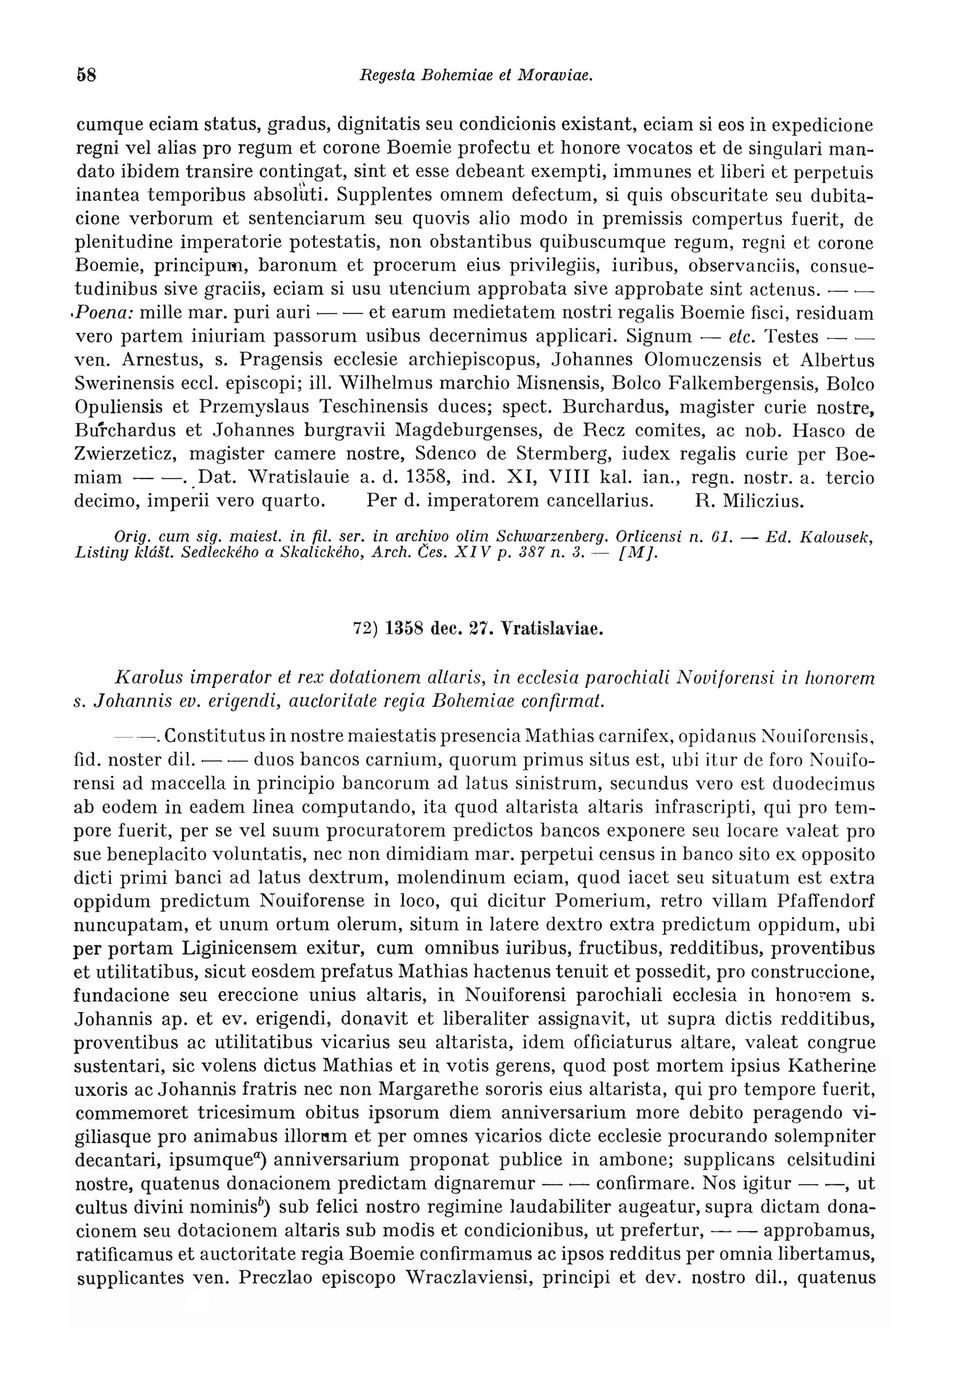 58
Regesta Bohemiae et Moraviae.
cumque eciam status, gradus, dignitatis seu condicionis existant, eciam si eos in expedicione
regni vel alias pro regum et corone Boemie profectu et honore vocatos et de singulari man-
dato ibidem transire contingat, sint et esse debeant exempti, immunes et liberi et perpetuis
inantea temporibus absoluti. Supplentes omnem defectum, si quis obscuritate seu dubita-
cione verborum et sentenciarum seu quovis alio modo in premissis compertus fuerit, de
plenitudine imperatorie potestatis, non obstantibus quibuscumque regum, regni et corone
Boemie, principum, baronum et procerum eius privilegiis, iuribus, observanciis, consue-
tudinibus sive graciis, eciam si usu utencium approbata sive approbate sint actenus. — —
Poena: mille mar. puri auri — — et earum medietatem nostri regalis Boemie fisci, residuam
vero partem iniuriam passorum usibus decernimus applicari. Signum — etc. Testes — —
ven. Arnestus, s. Pragensis ecclesie archiepiscopus, Johannes Olomuczensis et Albertus
Swerinensis eccl. episcopi; ill. Wilhelmus marchio Misnensis, Bolco Falkembergensis, Bolco
Opuliensis et Przemyslaus Teschinensis duces; spect. Burchardus, magister curie nostre,
Burchardus et Johannes burgravii Magdeburgenses, de Recz comites, ac nob. Hasco de
Zwierzeticz, magister camere nostre, Sdenco de Stermberg, iudex regalis curie per Boe-
miam — —. Dat. Wratislauie a. d. 1358, ind. XI, VIII kal. ian., regn. nostr. a. tercio
decimo, imperii vero quarto. Per d. imperatorem cancellarius. R. Miliczius.
Orig. cum sig. maiest. in fil. ser. in archivo olim Schwarzenberg. Orlicensi n. 61. — Ed. Kalousek,
Listiny klášt. Sedleckého a Skalického, Arch. Čes. XIV p. 387 n. 3. — [M].
72) 1358 dec. 27. Vratislaviae.
Karolus imperator et rex dotationem altaris, in ecclesia parochiali Noviforensi in honorem
s. Johannis ev. erigendi, auctoritate regia Bohemiae confirmat.
— —. Constitutus in nostre maiestatis presencia Mathias carnifex, opidanus Nouiforensis,
fid. noster dil. — — duos bancos carnium, quorum primus situs est, ubi itur de foro Nouifo-
rensi ad maccella in principio bancorum ad latus sinistrum, secundus vero est duodecimus
ab eodem in eadem linea computando, ita quod altarista altaris infrascripti, qui pro tem-
pore fuerit, per se vel suum procuratorem predictos bancos exponere seu locare valeat pro
sue beneplacito voluntatis, nec non dimidiam mar. perpetui census in banco sito ex opposito
dicti primi banci ad latus dextrum, molendinum eciam, quod iacet seu situatum est extra
oppidum predictum Nouiforense in loco, qui dicitur Pomerium, retro villam Pfaffendorf
nuncupatam, et unum ortum olerum, situm in latere dextro extra predictum oppidum, ubi
per portam Liginicensem exitur, cum omnibus iuribus, fructibus, redditibus, proventibus
et utilitatibus, sicut eosdem prefatus Mathias hactenus tenuit et possedit, pro construccione,
fundacione seu ereccione unius altaris, in Nouiforensi parochiali ecclesia in honorem s.
Johannis ap. et ev. erigendi, donavit et liberaliter assignavit, ut supra dictis redditibus,
proventibus ac utilitatibus vicarius seu altarista, idem officiaturus altare, valeat congrue
sustentari, sic volens dictus Mathias et in votis gerens, quod post mortem ipsius Katherine
uxoris ac Johannis fratris nec non Margarethe sororis eius altarista, qui pro tempore fuerit,
commemoret tricesimum obitus ipsorum diem anniversarium more debito peragendo vi-
giliasque pro animabus illorum et per omnes vicarios dicte ecclesie procurando solempniter
decantari, ipsumque<sup>a</sup>) anniversarium proponat publice in ambone; supplicans celsitudini
nostre, quatenus donacionem predictam dignaremur — — confirmare. Nos igitur — —, ut
cultus divini nominis<sup>b</sup>) sub felici nostro regimine laudabiliter augeatur, supra dictam dona-
cionem seu dotacionem altaris sub modis et condicionibus, ut prefertur, — — approbamus,
ratificamus et auctoritate regia Boemie confirmamus ac ipsos redditus per omnia libertamus,
supplicantes ven. Preczlao episcopo Wraczlaviensi, principi et dev. nostro dil., quatenus